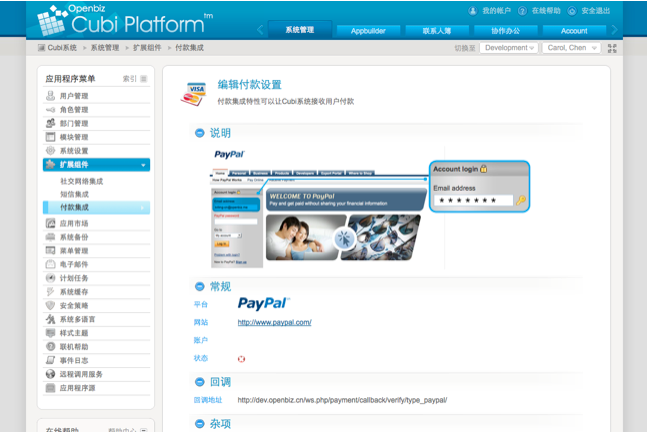 Openbiz
Cubi Platform™
我的帐户 在线帮助 安全退出
系统管理 Appbuilder 联系人簿 协作办公 Account
Cubi系统 » 系统管理 » 扩展组件 » 付款集成
切换至 Development Carol, Chen
应用程序菜单 索引
用户管理
角色管理
部门管理
模块管理
系统设置
扩展组件
社交网络集成
短信集成
付款集成
应用市场
系统备份
菜单管理
电子邮件
计划任务
系统缓存
安全策略
系统多语言
样式主题
联机帮助
事件日志
远程调用服务
应用程序源
在线帮助 帮助中心
VISA
编辑付款设置
付款集成特性可以让Cubi系统接收用户付款
说明
PayPal
Home Personal Business Products Developers
Account login
WELCOME TO PayPal
Pay and get paid without sharing your financial information
Log In
Account login
Email address
* * * * * * *
常规
平台 PayPal™
网站 http://www.paypal.com/
账户
状态
回调
回调地址 http://dev.openbiz.cn/ws.php/payment/callback/verify/type_paypal/
杂项